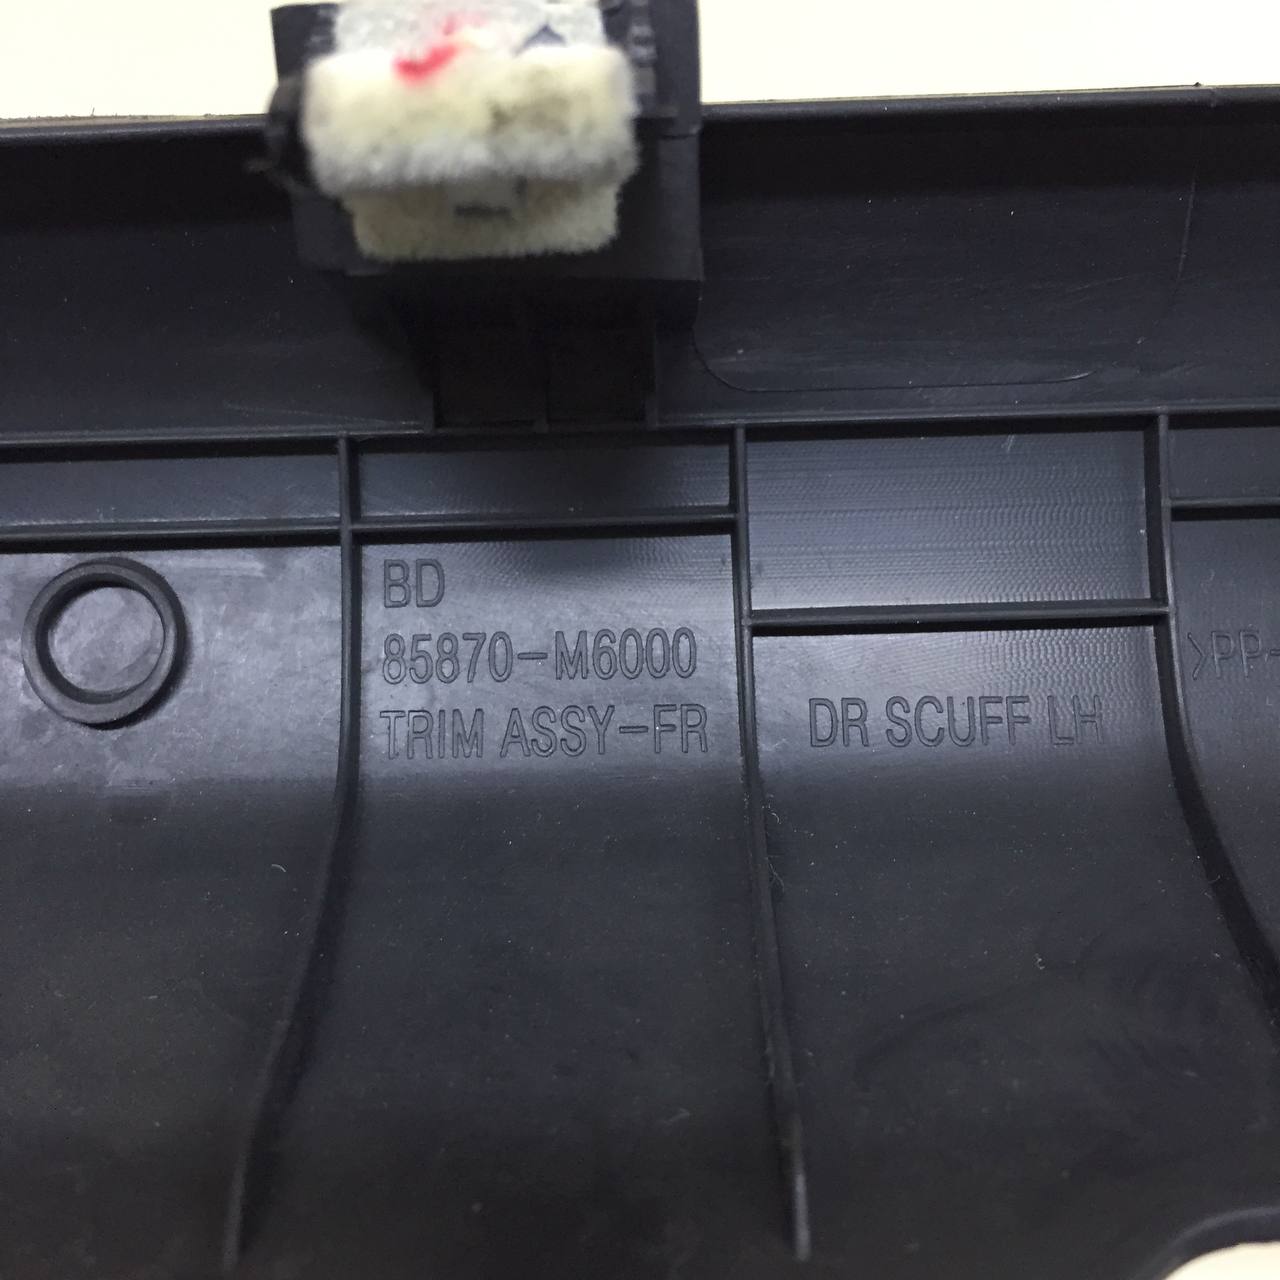 BD
85870-M6000
TRIM ASSY-FR DR SCUFF LH
>PP-